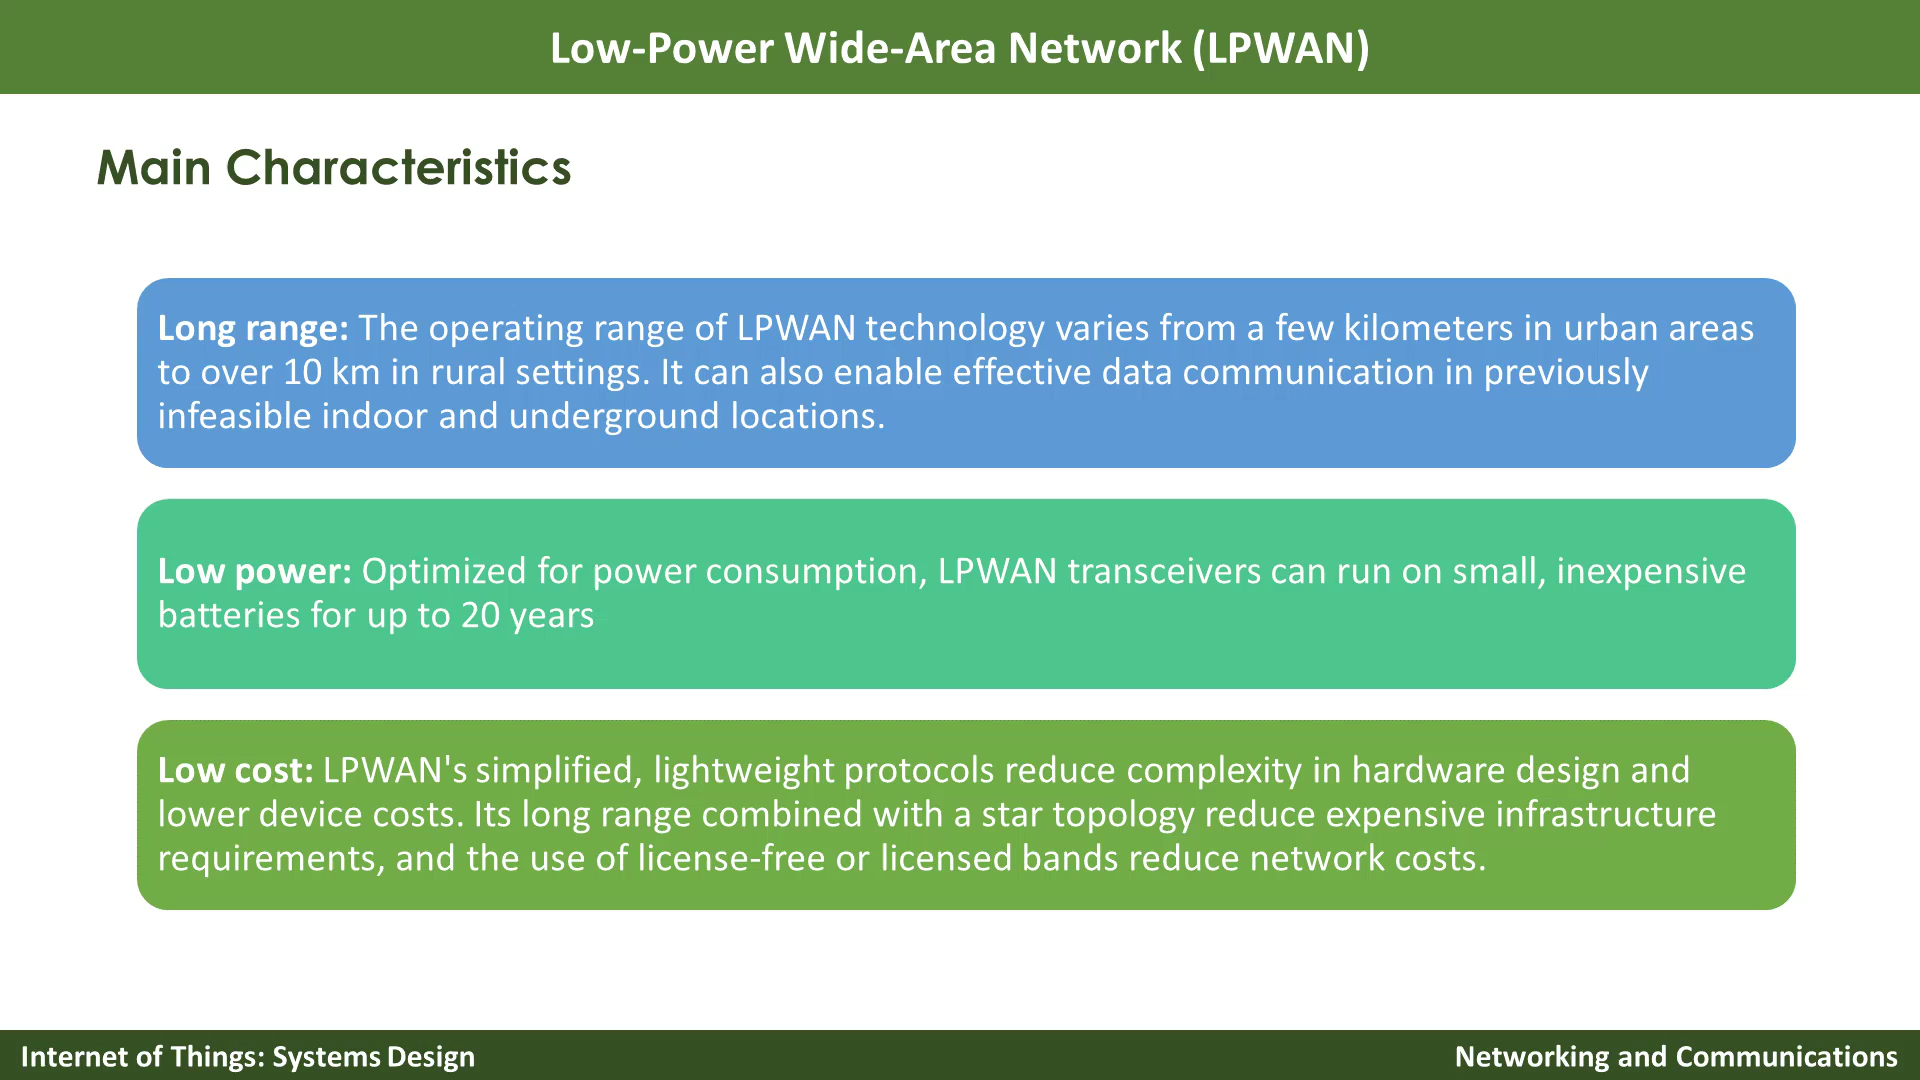 Low-Power Wide-Area Network (LPWAN)
Main Characteristics
Long range: The operating range of LPWAN technology varies from a few kilometers in urban areas
to over 10 km in rural settings. It can also enable effective data communication in previously
infeasible indoor and underground locations.
Low power: Optimized for power consumption, LPWAN transceivers can run on small, inexpensive
batteries for up to 20 years
Low cost: LPWAN's simplified, lightweight protocols reduce complexity in hardware design and
lower device costs. Its long range combined with a star topology reduce expensive infrastructure
requirements, and the use of license-free or licensed bands reduce network costs.
Internet of Things: Systems Design
Networking and Communications